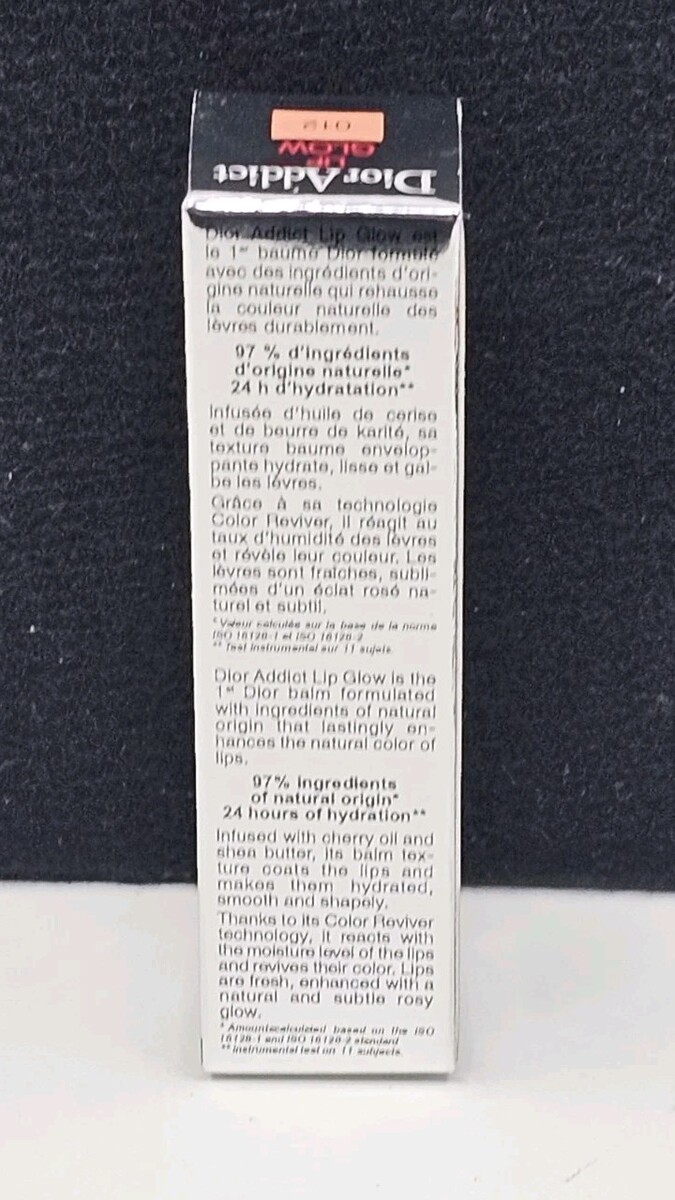 012
LIP
GLOW
Dior Addict
Dior Addict Lip Glow est
le 1er baume Dior formulé
avec des ingrédients d'ori-
gine naturelle qui rehausse
la couleur naturelle des
lèvres durablement.
97 % d'ingrédients
d'origine naturelle*
24 h d'hydratation**
Infusée d'huile de cerise
et de beurre de karité, sa
texture baume envelop-
pante hydrate, lisse et gal-
be les lèvres.
Grâce à sa technologie
Color Reviver, il réagit au
taux d'humidité des lèvres
et révèle leur couleur. Les
lèvres sont fraîches, subli-
mées d'un éclat rosé na-
turel et subtil.
* Valeur calculée sur la base de la norme
ISO 16128-1 et ISO 16128-2
** Test instrumental sur 11 sujets.
Dior Addict Lip Glow is the
1st Dior balm formulated
with ingredients of natural
origin that lastingly en-
hances the natural color of
lips.
97% ingredients
of natural origin*
24 hours of hydration**
Infused with cherry oil and
shea butter, its balm tex-
ture coats the lips and
makes them hydrated,
smooth and shapely.
Thanks to its Color Reviver
technology, it reacts with
the moisture level of the lips
and revives their color. Lips
are fresh, enhanced with a
natural and subtle rosy
glow.
* Amount calculated based on the ISO
16128-1 and ISO 16128-2 standard
** Instrumental test on 11 subjects.